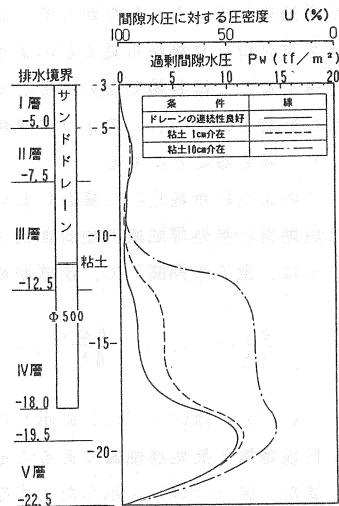 間隙水圧に対する圧密度 U (%)
100 50 0
過剰間隙水圧 Pw (tf/m²)
0 5 10 15 20
排水境界
-3
I層
-5.0
-5
II層
-7.5
III層
-10
-12.5
サンドドレーン
粘土
Φ500
-15
IV層
-18.0
-19.5
-20
V層
-22.5
条 件 線
ドレーンの連続性良好
粘土 1cm介在
粘土10cm介在